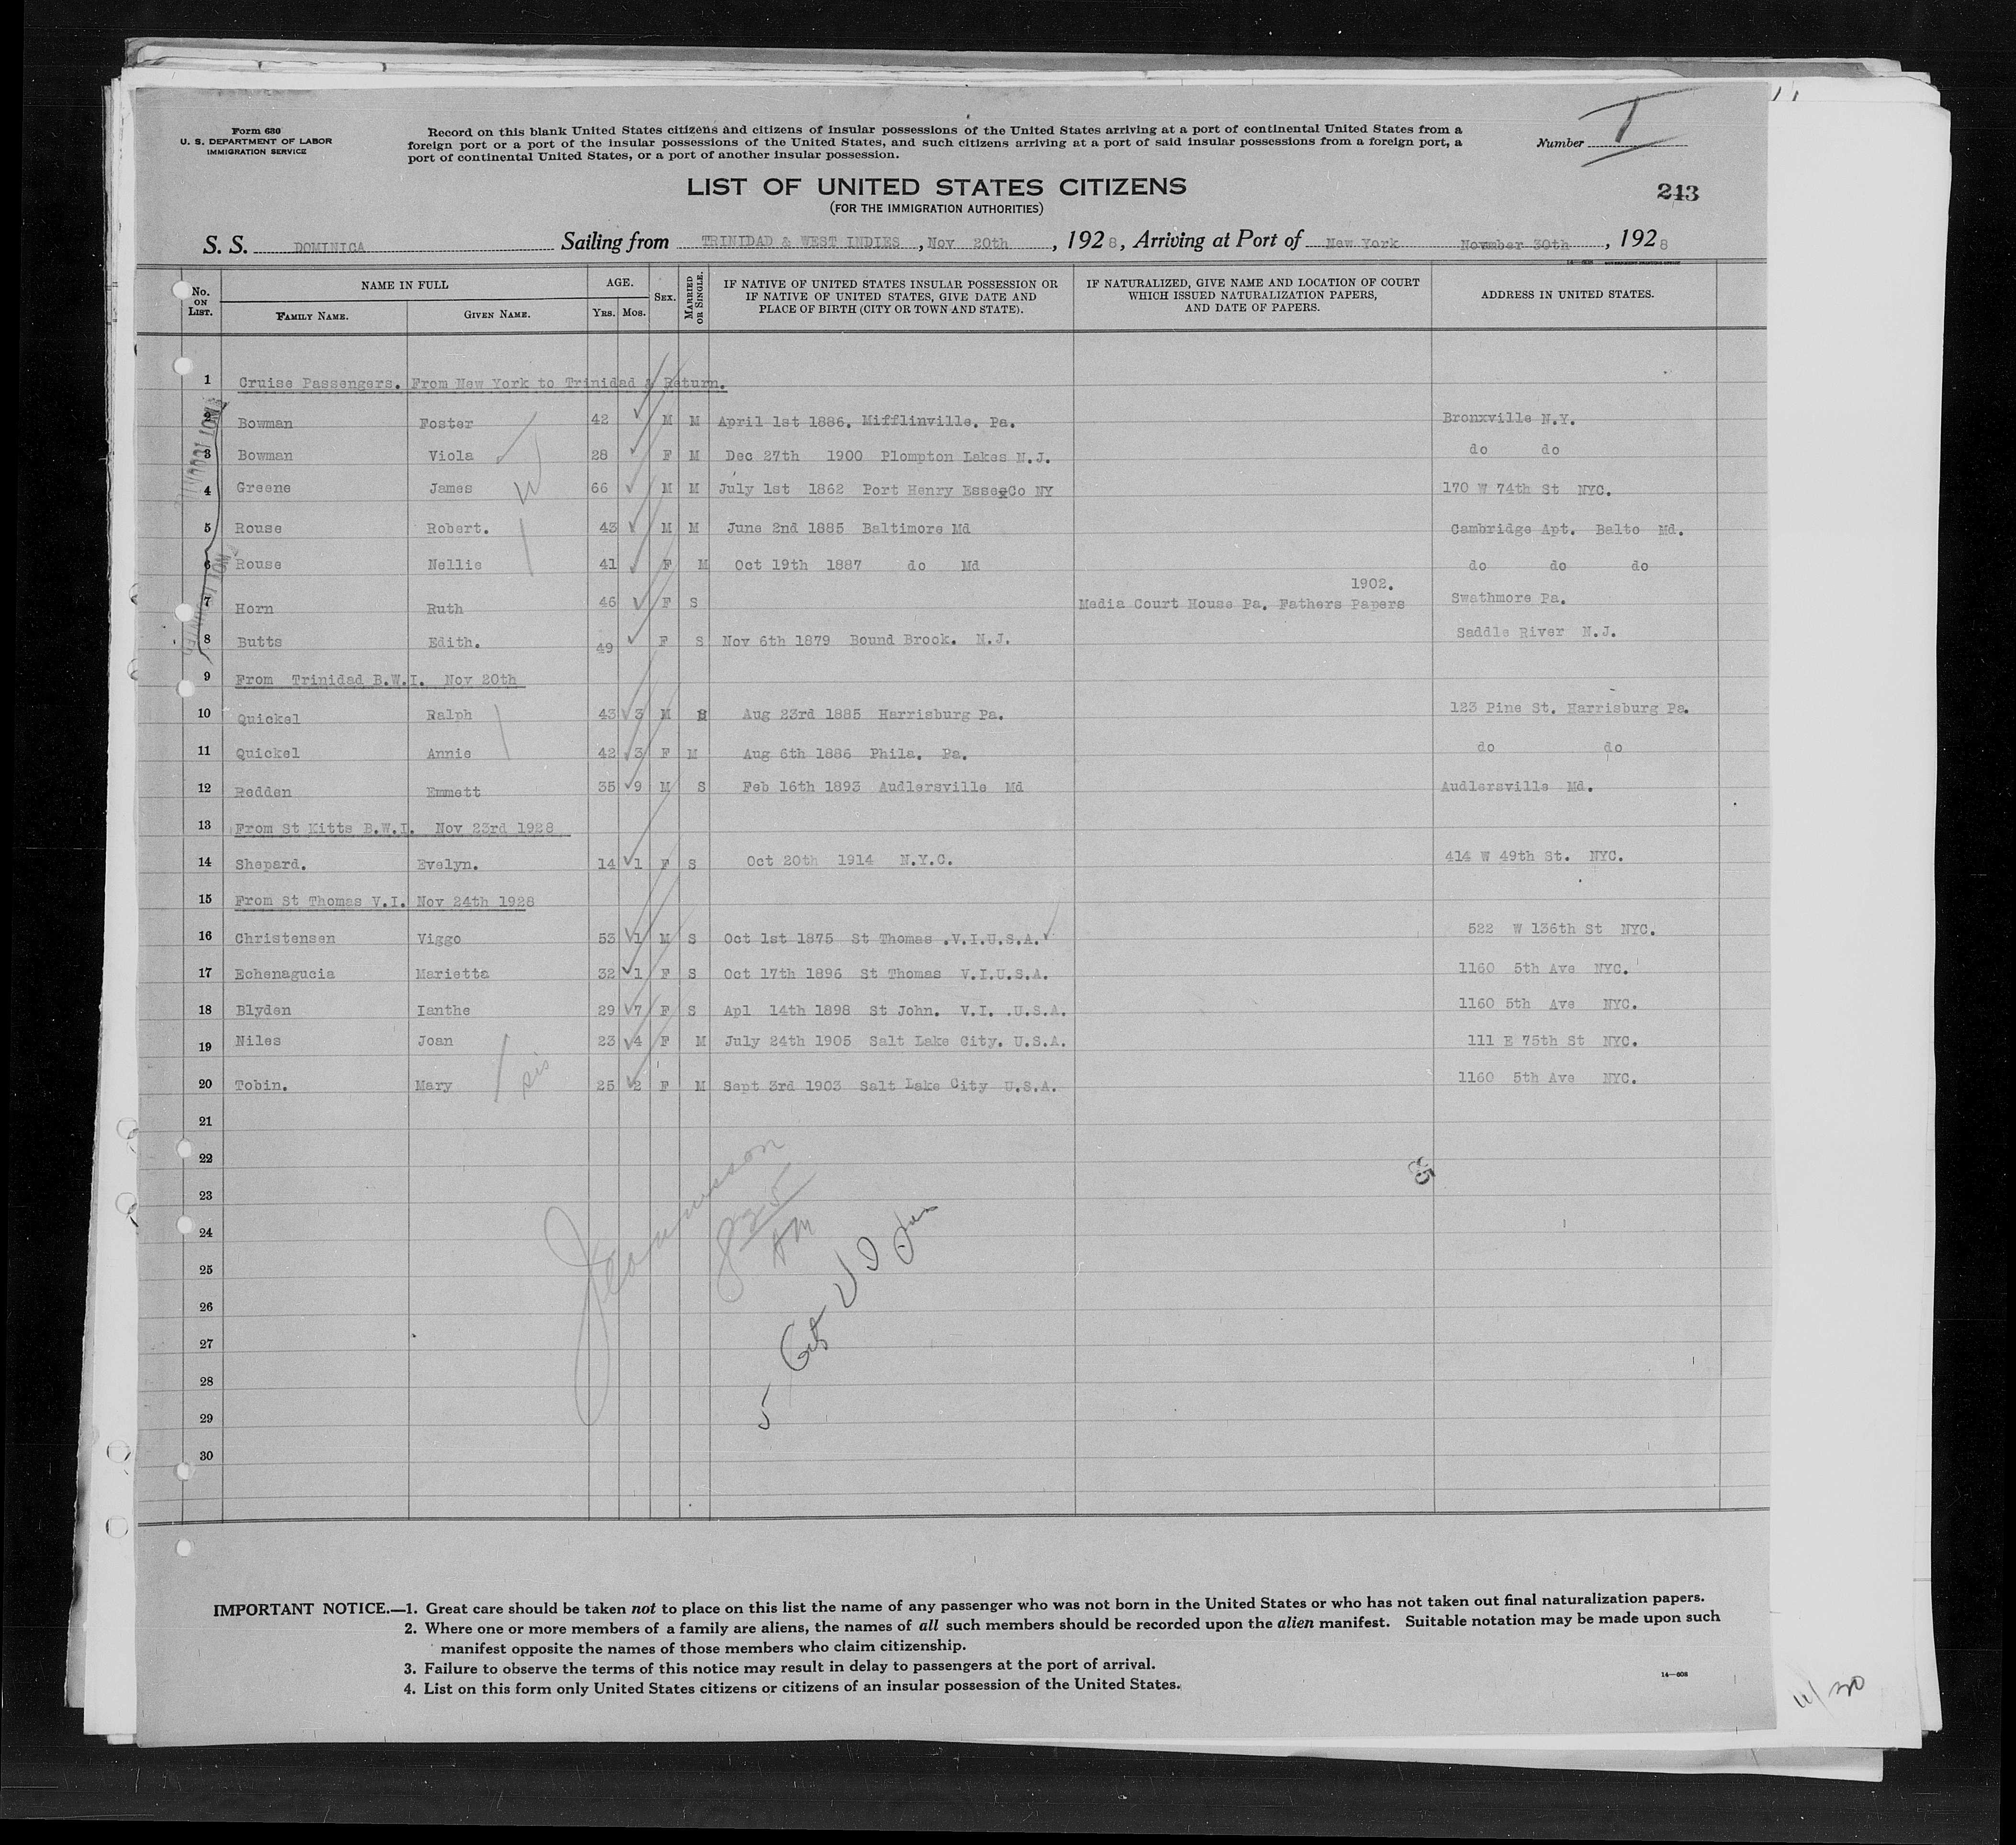 Form 630
U. S. DEPARTMENT OF LABOR
IMMIGRATION SERVICE
Record on this blank United States citizens and citizens of insular possessions of the United States arriving at a port of continental United States from a
foreign port or a port of the insular possessions of the United States, and such citizens arriving at a port of said insular possessions from a foreign port, a
port of continental United States, or a port of another insular possession.
Number I
LIST OF UNITED STATES CITIZENS
(FOR THE IMMIGRATION AUTHORITIES)
243
S. S. DOMINICA Sailing from TRINIDAD & WEST INDIES , Nov 20th , 1928, Arriving at Port of New York November 30th , 1928
No. ON LIST. NAME IN FULL FAMILY NAME. GIVEN NAME. AGE. YRS. MOS. SEX. MARRIED OR SINGLE. IF NATIVE OF UNITED STATES INSULAR POSSESSION OR IF NATIVE OF UNITED STATES, GIVE DATE AND PLACE OF BIRTH (CITY OR TOWN AND STATE). IF NATURALIZED, GIVE NAME AND LOCATION OF COURT WHICH ISSUED NATURALIZATION PAPERS, AND DATE OF PAPERS. ADDRESS IN UNITED STATES.
1 Cruise Passengers. From New York to Trinidad & Return.
2 Bowman Foster 42 M M April 1st 1886. Mifflinville. Pa. Bronxville N.Y.
3 Bowman Viola 28 F M Dec 27th 1900 Plompton Lakes N.J. do do
4 Greene James 66 M M July 1st 1862 Port Henry EssexCo NY 170 W 74th St NYC.
5 Rouse Robert. 43 M M June 2nd 1885 Baltimore Md Cambridge Apt. Balto Md.
6 Rouse Nellie 41 F M Oct 19th 1887 do Md do do do
7 Horn Ruth 46 F S Media Court House Pa. Fathers Papers 1902. Swathmore Pa.
8 Butts Edith. 49 F S Nov 6th 1879 Bound Brook. N.J. Saddle River N.J.
9 From Trinidad B.W.I. Nov 20th
10 Quickel Ralph 43 3 M M Aug 23rd 1885 Harrisburg Pa. 123 Pine St. Harrisburg Pa.
11 Quickel Annie 42 3 F M Aug 6th 1886 Phila. Pa. do do
12 Redden Emmett 35 9 M S Feb 16th 1893 Audlersville Md Audlersville Md.
13 From St Kitts B.W.I. Nov 23rd 1928
14 Shepard. Evelyn. 14 1 F S Oct 20th 1914 N.Y.C. 414 W 49th St. NYC.
15 From St Thomas V.I. Nov 24th 1928
16 Christensen Viggo 53 1 M S Oct 1st 1875 St Thomas .V.I.U.S.A. 522 W 136th St NYC.
17 Echenagucia Marietta 32 1 F S Oct 17th 1896 St Thomas V.I.U.S.A. 1160 5th Ave NYC.
18 Blyden Ianthe 29 7 F S Apl 14th 1898 St John. V.I. .U.S.A. 1160 5th Ave NYC.
19 Niles Joan 23 4 F M July 24th 1905 Salt Lake City. U.S.A. 111 E 75th St NYC.
20 Tobin. Mary sis 25 2 F M Sept 3rd 1903 Salt Lake City U.S.A. 1160 5th Ave NYC.
21
22
23
24
25
26
27
28
29
30
825
AM
IMPORTANT NOTICE.—1. Great care should be taken not to place on this list the name of any passenger who was not born in the United States or who has not taken out final naturalization papers.
2. Where one or more members of a family are aliens, the names of all such members should be recorded upon the alien manifest. Suitable notation may be made upon such
manifest opposite the names of those members who claim citizenship.
3. Failure to observe the terms of this notice may result in delay to passengers at the port of arrival.
4. List on this form only United States citizens or citizens of an insular possession of the United States.
14—608
11/30